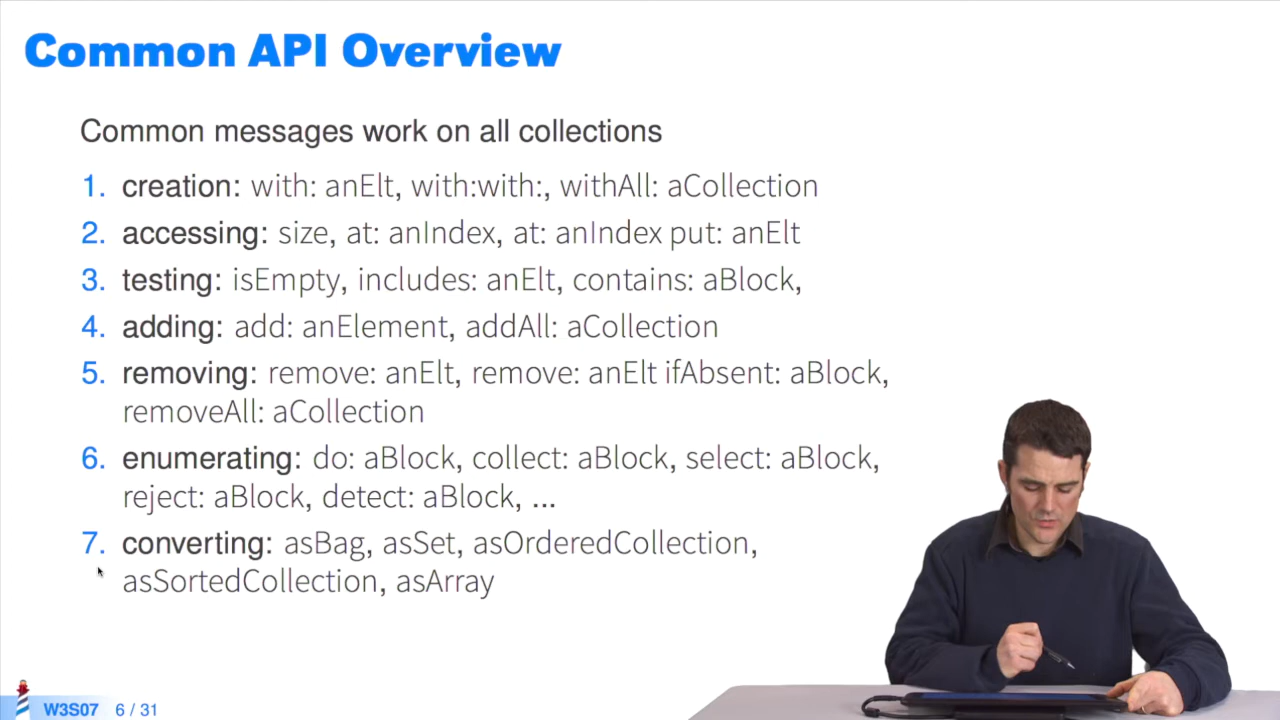 Common API Overview
Common messages work on all collections
1. creation: with: anElt, with:with:, withAll: aCollection
2. accessing: size, at: anIndex, at: anIndex put: anElt
3. testing: isEmpty, includes: anElt, contains: aBlock,
4. adding: add: anElement, addAll: aCollection
5. removing: remove: anElt, remove: anElt ifAbsent: aBlock,
removeAll: aCollection
6. enumerating: do: aBlock, collect: aBlock, select: aBlock,
reject: aBlock, detect: aBlock, ...
7. converting: asBag, asSet, asOrderedCollection,
asSortedCollection, asArray
W3S07 6 / 31